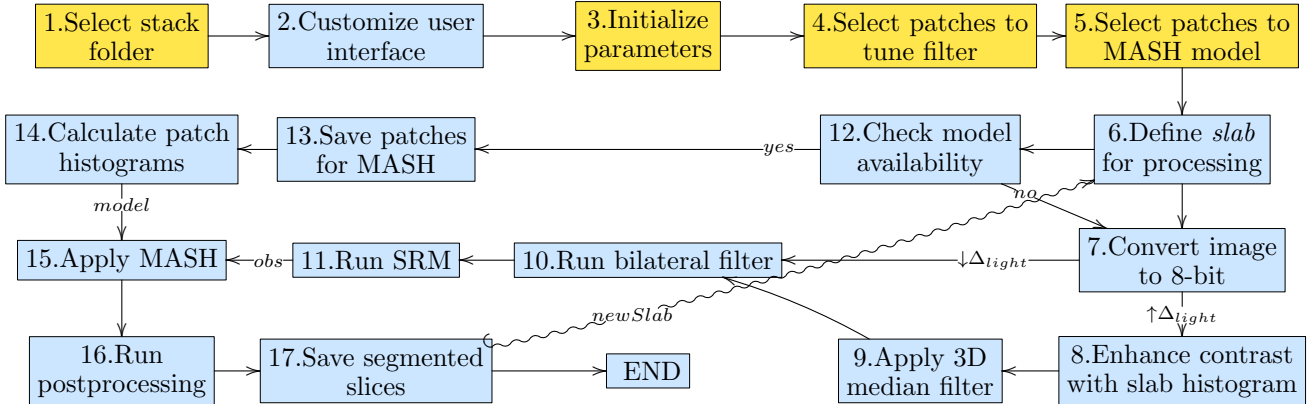 1.Select stack
folder
2.Customize user
interface
3.Initialize
parameters
4.Select patches to
tune filter
5.Select patches to
MASH model
14.Calculate patch
histograms
13.Save patches
for MASH
yes
12.Check model
availability
6.Define slab
for processing
model
no
15.Apply MASH
obs
11.Run SRM
10.Run bilateral filter
↓Δlight
7.Convert image
to 8-bit
newSlab
↑Δlight
16.Run
postprocessing
17.Save segmented
slices
END
9.Apply 3D
median filter
8.Enhance contrast
with slab histogram